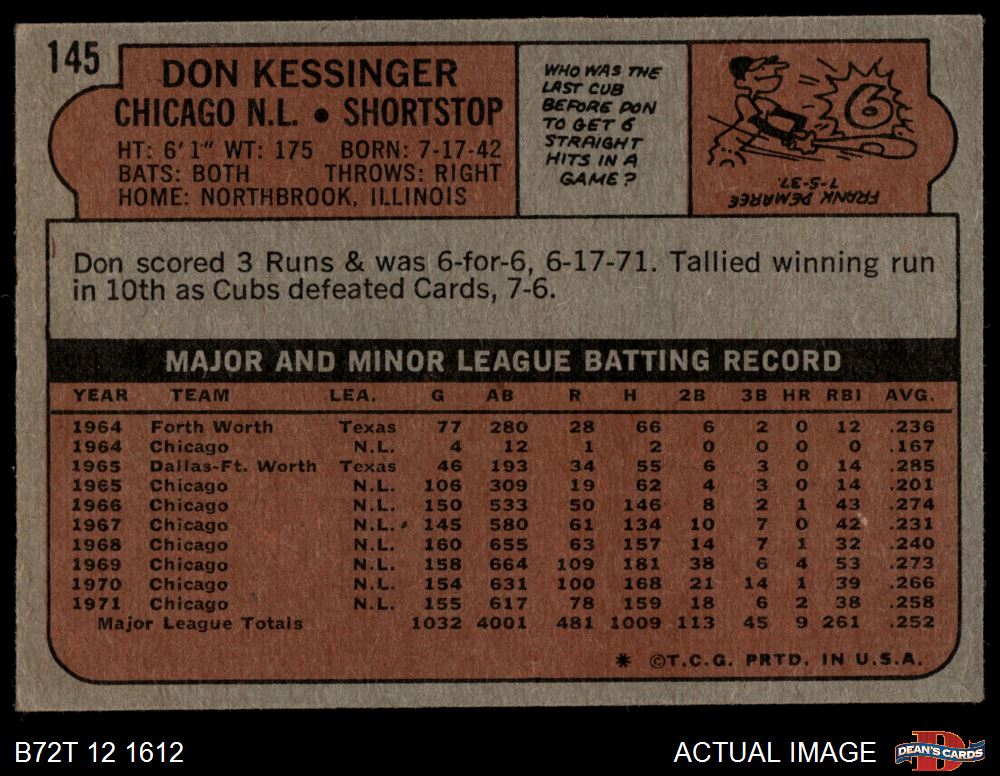 145
DON KESSINGER
CHICAGO N.L. • SHORTSTOP
HT: 6'1" WT: 175 BORN: 7-17-42
BATS: BOTH THROWS: RIGHT
HOME: NORTHBROOK, ILLINOIS
WHO WAS THE
LAST CUB
BEFORE DON
TO GET 6
STRAIGHT
HITS IN A
GAME?
6
FRANK DEMAREE
7-5-37.
Don scored 3 Runs & was 6-for-6, 6-17-71. Tallied winning run
in 10th as Cubs defeated Cards, 7-6.
MAJOR AND MINOR LEAGUE BATTING RECORD
YEAR TEAM LEA. G AB R H 2B 3B HR RBI AVG.
1964 Forth Worth Texas 77 280 28 66 6 2 0 12 .236
1964 Chicago N.L. 4 12 1 2 0 0 0 0 .167
1965 Dallas-Ft. Worth Texas 46 193 34 55 6 3 0 14 .285
1965 Chicago N.L. 106 309 19 62 4 3 0 14 .201
1966 Chicago N.L. 150 533 50 146 8 2 1 43 .274
1967 Chicago N.L. 145 580 61 134 10 7 0 42 .231
1968 Chicago N.L. 160 655 63 157 14 7 1 32 .240
1969 Chicago N.L. 158 664 109 181 38 6 4 53 .273
1970 Chicago N.L. 154 631 100 168 21 14 1 39 .266
1971 Chicago N.L. 155 617 78 159 18 6 2 38 .258
Major League Totals 1032 4001 481 1009 113 45 9 261 .252
* ©T.C.G. PRTD. IN U.S.A.
B72T 12 1612
ACTUAL IMAGE
DEAN'S CARDS